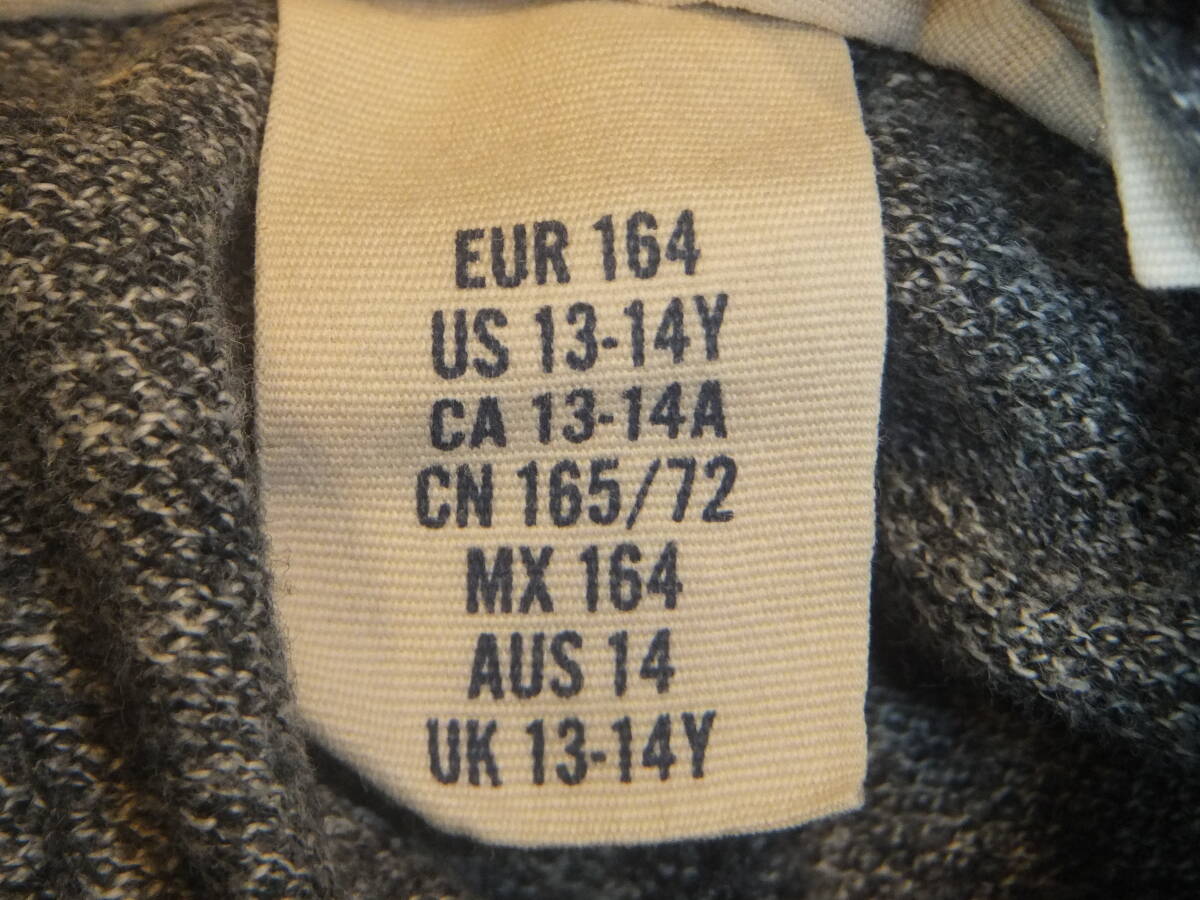 EUR 164
US 13-14Y
CA 13-14A
CN 165/72
MX 164
AUS 14
UK 13-14Y